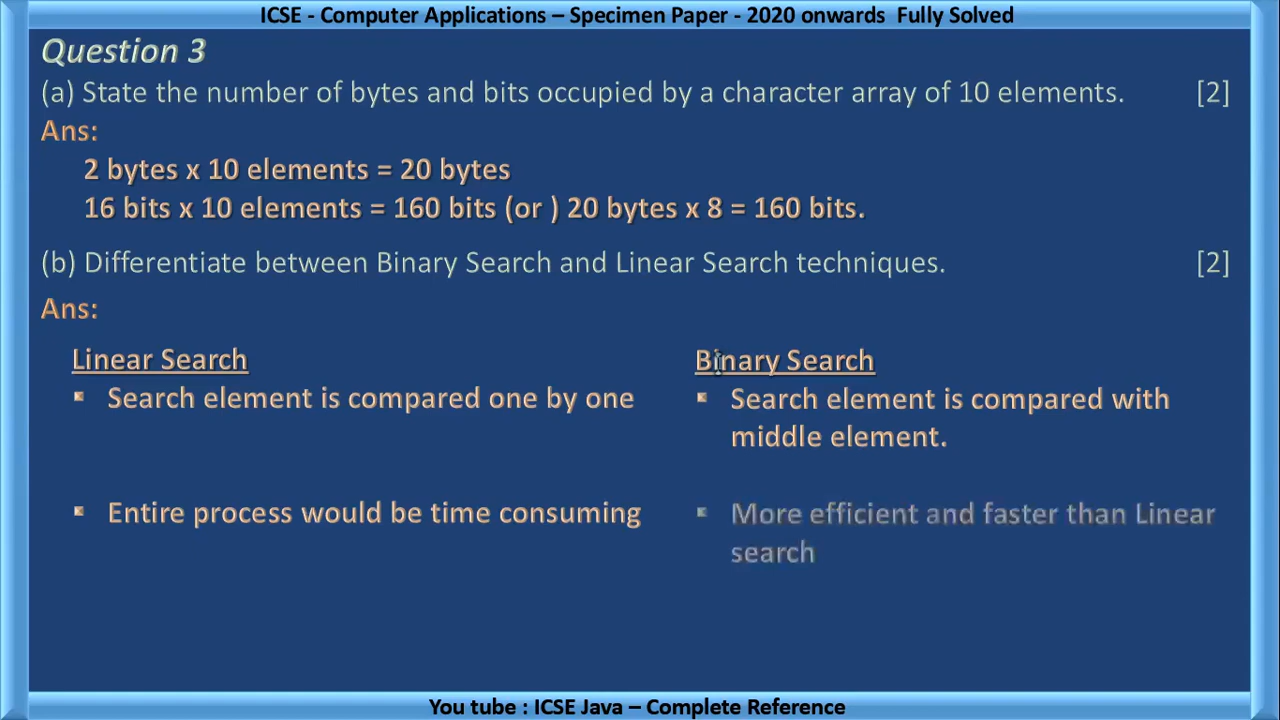 ICSE - Computer Applications – Specimen Paper - 2020 onwards Fully Solved
Question 3
(a) State the number of bytes and bits occupied by a character array of 10 elements. [2]
Ans:
2 bytes x 10 elements = 20 bytes
16 bits x 10 elements = 160 bits (or ) 20 bytes x 8 = 160 bits.
(b) Differentiate between Binary Search and Linear Search techniques. [2]
Ans:
Linear Search
▪ Search element is compared one by one
▪ Entire process would be time consuming
Binary Search
▪ Search element is compared with
middle element.
▪ More efficient and faster than Linear
search
You tube : ICSE Java – Complete Reference